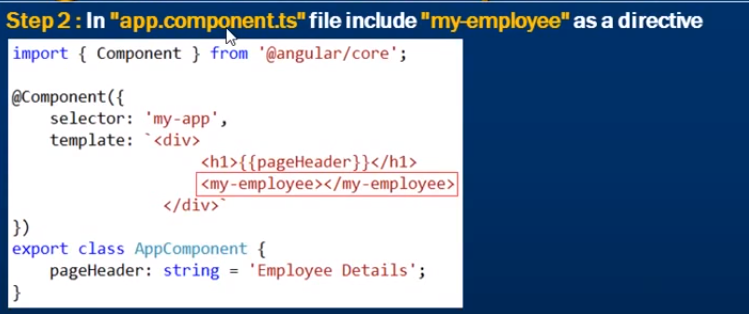 Step 2 : In "app.component.ts" file include "my-employee" as a directive
import { Component } from '@angular/core';
@Component({
    selector: 'my-app',
    template: `<div>
                    <h1>{{pageHeader}}</h1>
                    <my-employee></my-employee>
                </div>`
})
export class AppComponent {
    pageHeader: string = 'Employee Details';
}